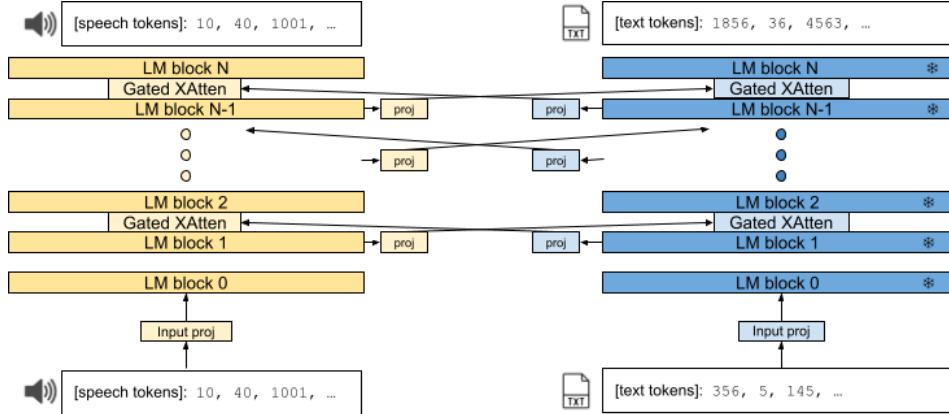 [speech tokens]: 10, 40, 1001, …
TXT
[text tokens]: 1856, 36, 4563, …
LM block N
LM block N
Gated XAtten
Gated XAtten
LM block N-1
proj
proj
LM block N-1
proj
proj
LM block 2
LM block 2
Gated XAtten
Gated XAtten
LM block 1
proj
proj
LM block 1
LM block 0
LM block 0
Input proj
Input proj
[speech tokens]: 10, 40, 1001, …
TXT
[text tokens]: 356, 5, 145, …